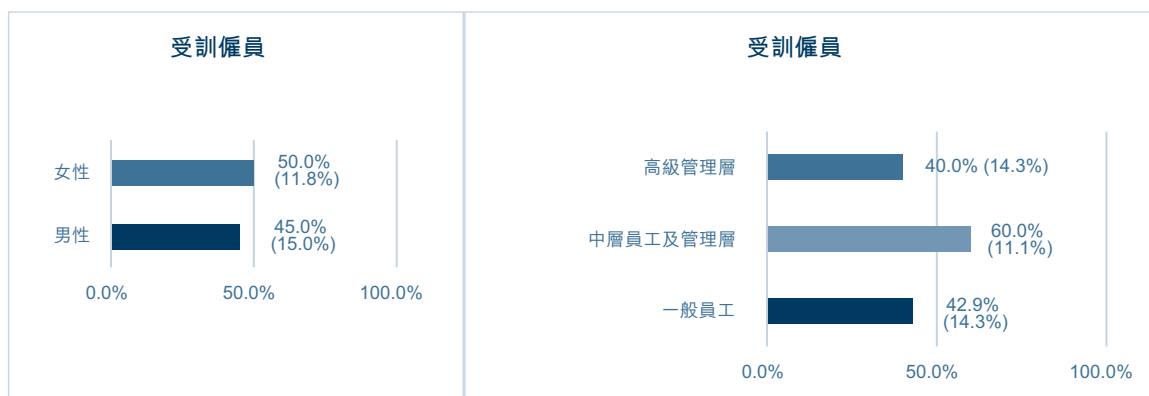 受訓僱員
女性
50.0%
(11.8%)
男性
45.0%
(15.0%)
0.0%
50.0%
100.0%
受訓僱員
高級管理層
40.0% (14.3%)
中層員工及管理層
60.0%
(11.1%)
一般員工
42.9%
(14.3%)
0.0%
50.0%
100.0%